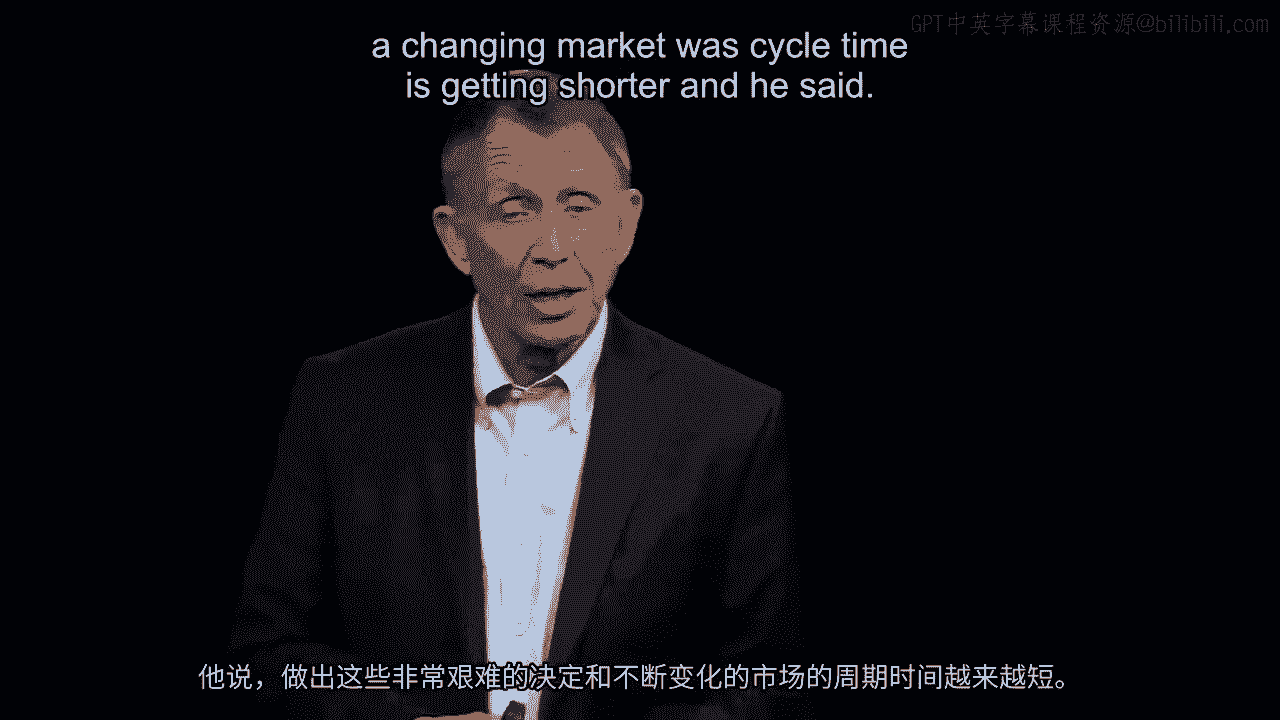 GPT中英字幕课程资源@bilibili.com
a changing market was cycle time
is getting shorter and he said.
他说，做出这些非常艰难的决定和不断变化的市场的周期时间越来越短。